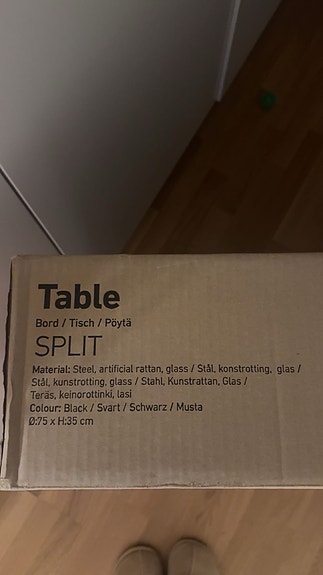 Table
Bord / Tisch / Pöytä
SPLIT
Material: Steel, artificial rattan, glass / Stål, konstrotting, glas /
Stål, kunstrotting, glass / Stahl, Kunstrattan, Glas /
Teräs, keinorottinki, lasi
Colour: Black / Svart / Schwarz / Musta
Ø:75 x H:35 cm